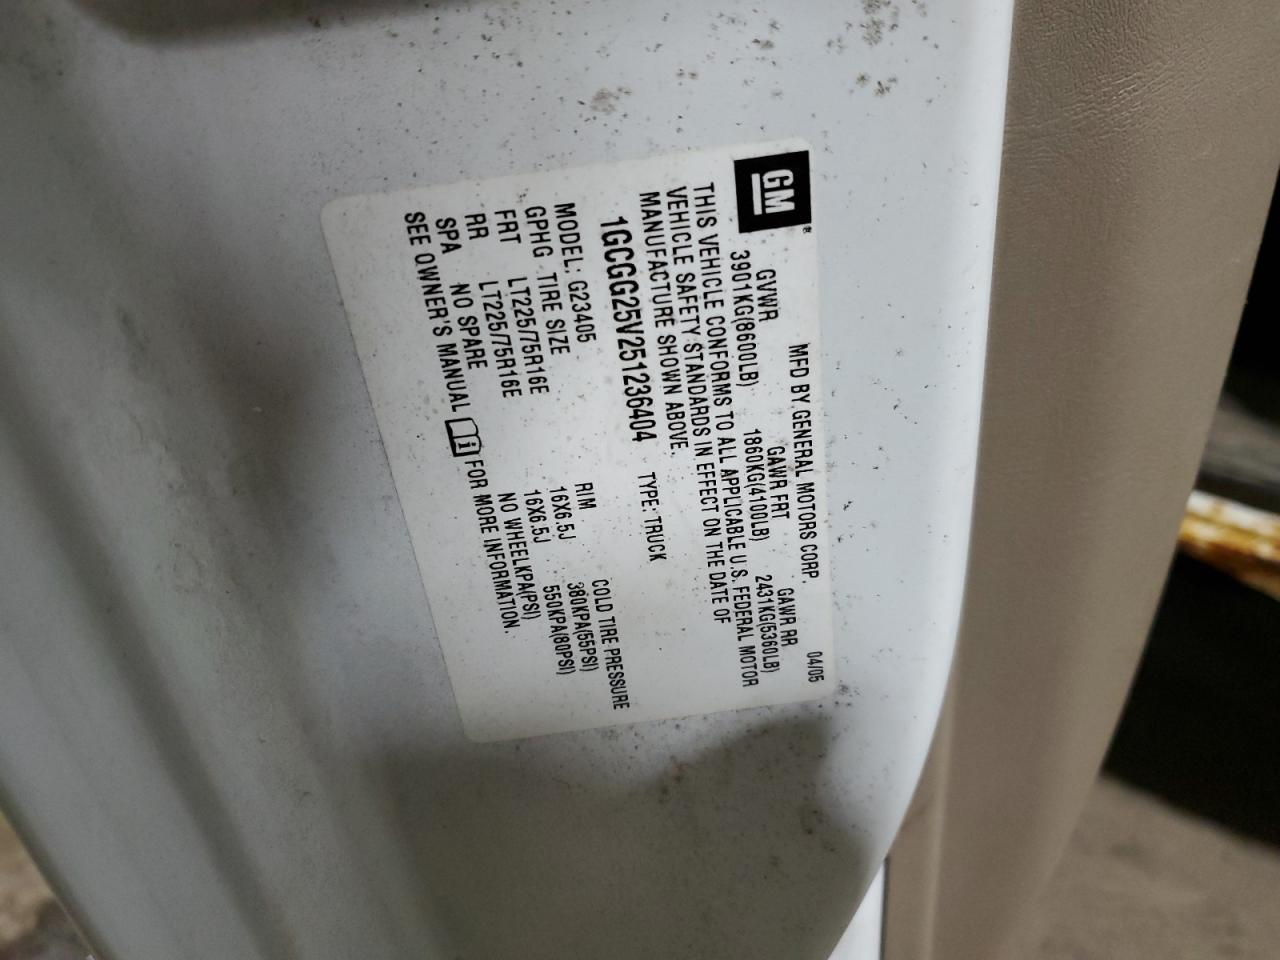 GM
MFD BY GENERAL MOTORS CORP. 04/05
GVWR GAWR FRT GAWR RR
3901KG(8600LB) 1860KG(4100LB) 2431KG(5360LB)
THIS VEHICLE CONFORMS TO ALL APPLICABLE U.S. FEDERAL MOTOR
VEHICLE SAFETY STANDARDS IN EFFECT ON THE DATE OF
MANUFACTURE SHOWN ABOVE.
1GCGG25V251236404 TYPE: TRUCK
MODEL: G23405
GPHG TIRE SIZE RIM COLD TIRE PRESSURE
FRT LT225/75R16E 16X6.5J 380KPA(55PSI)
RR LT225/75R16E 16X6.5J 550KPA(80PSI)
SPA NO SPARE NO WHEELKPA(PSI)
SEE OWNER'S MANUAL i FOR MORE INFORMATION.